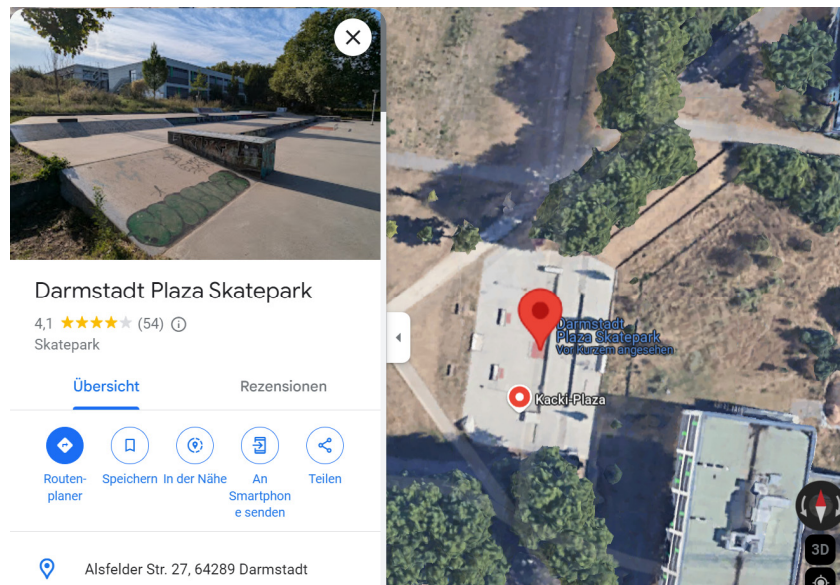 Darmstadt Plaza Skatepark
4,1 (54)
Skatepark
Übersicht Rezensionen
Routen-
planer
Speichern
In der Nähe
An
Smartphon
e senden
Teilen
Alsfelder Str. 27, 64289 Darmstadt
Darmstadt
Plaza Skatepark
Vor Kurzem angesehen
Kacki-Plaza
3D